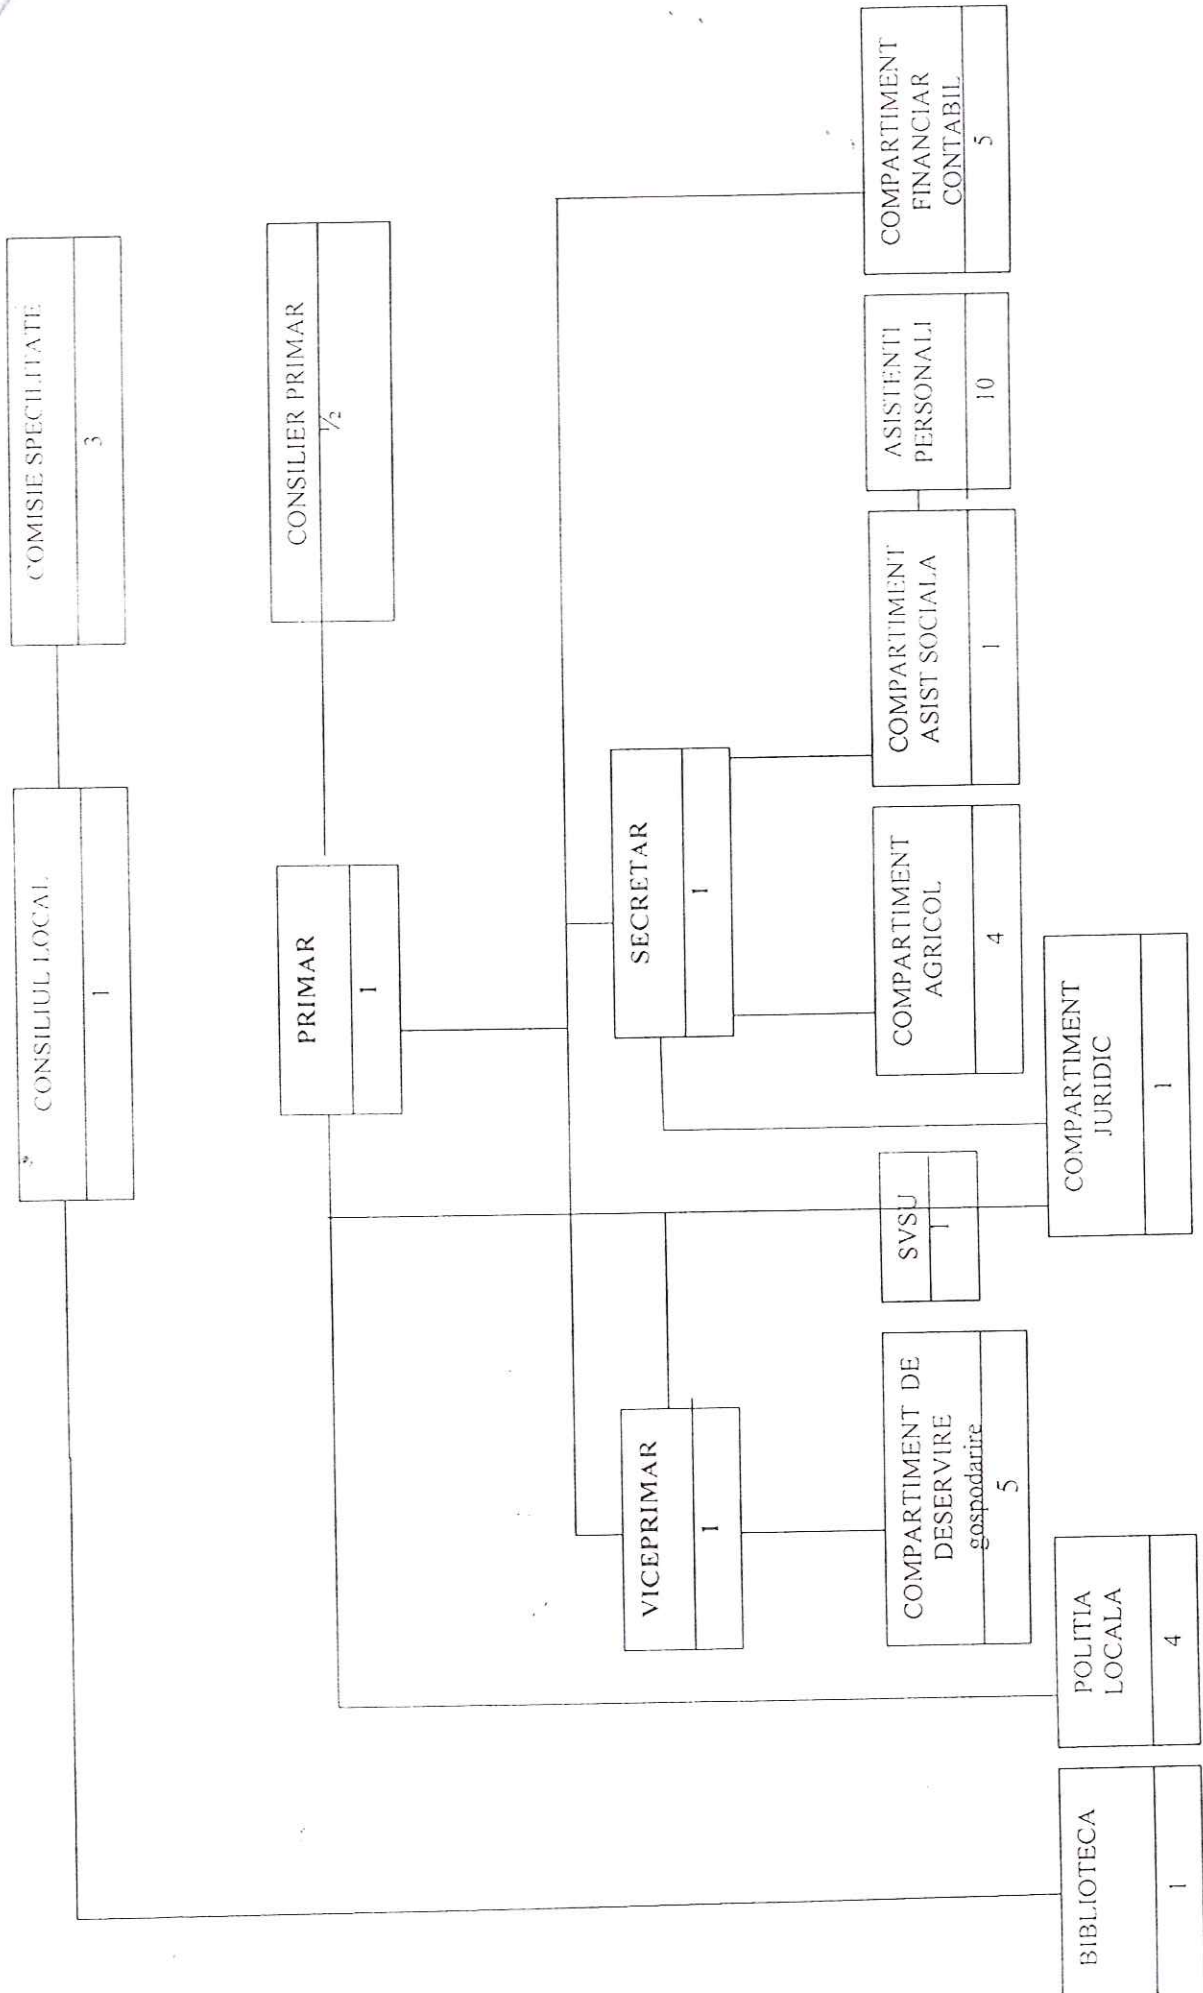 CONSILIUL LOCAL
1
COMISIE SPECILITATE
3
PRIMAR
1
CONSILIER PRIMAR
1/2
VICEPRIMAR
1
SECRETAR
1
COMPARTIMENT DE
DESERVIRE
gospodarire
5
SVSU
1
COMPARTIMENT
AGRICOL
4
COMPARTIMENT
ASIST SOCIALA
1
ASISTENTI
PERSONALI
10
COMPARTIMENT
FINANCIAR
CONTABIL
5
BIBLIOTECA
1
POLITIA
LOCALA
4
COMPARTIMENT
JURIDIC
1